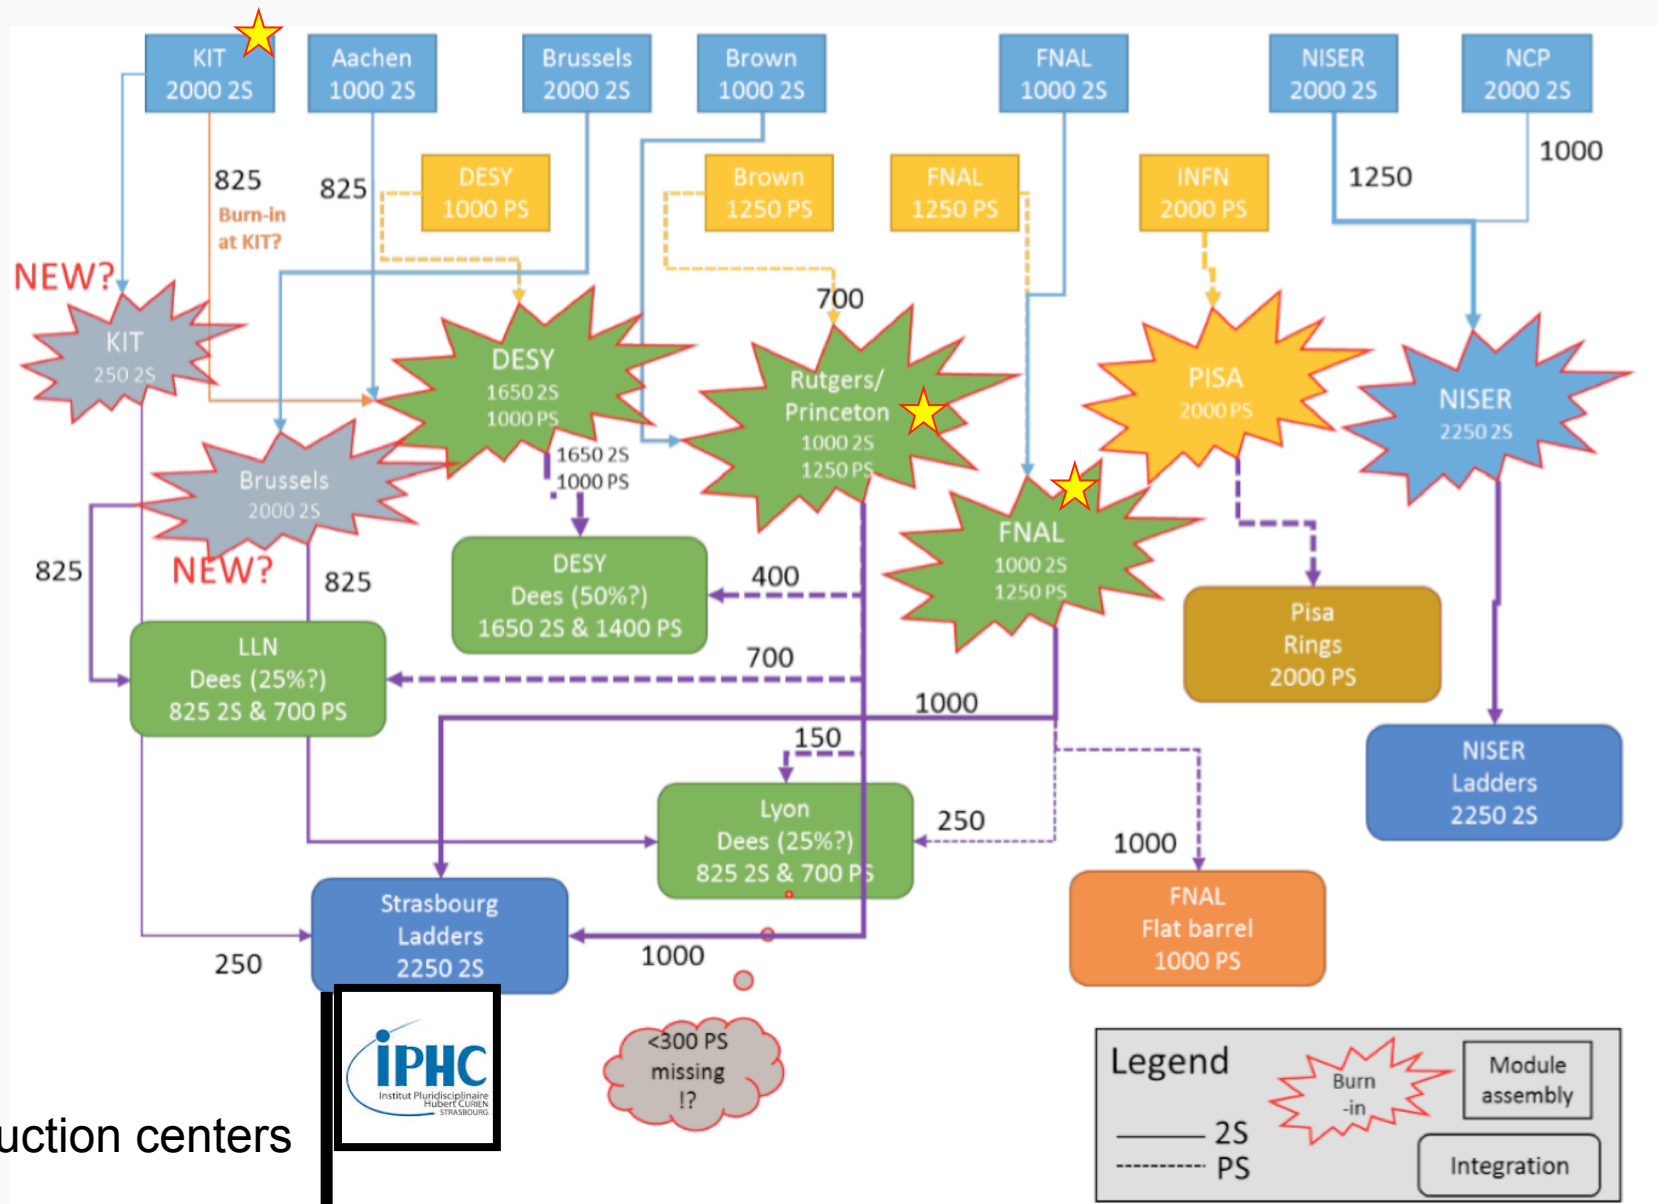 KIT
2000 2S
Aachen
1000 2S
Brussels
2000 2S
Brown
1000 2S
FNAL
1000 2S
NISER
2000 2S
NCP
2000 2S
825
Burn-in
at KIT?
825
DESY
1000 PS
Brown
1250 PS
FNAL
1250 PS
INFN
2000 PS
1250
1000
NEW?
KIT
250 2S
700
DESY
1650 2S
1000 PS
Rutgers/
Princeton
1000 2S
1250 PS
PISA
2000 PS
NISER
2250 2S
Brussels
2000 2S
NEW?
1650 2S
1000 PS
FNAL
1000 2S
1250 PS
825
825
DESY
Dees (50%?)
1650 2S & 1400 PS
400
Pisa
Rings
2000 PS
LLN
Dees (25%?)
825 2S & 700 PS
700
1000
150
NISER
Ladders
2250 2S
Lyon
Dees (25%?)
825 2S & 700 PS
250
1000
Strasbourg
Ladders
2250 2S
250
1000
FNAL
Flat barrel
1000 PS
iPHC
Institut Pluridisciplinaire
Hubert CURIEN
STRASBOURG
<300 PS
missing
!?
uction centers
Legend
Burn
-in
Module
assembly
2S
PS
Integration